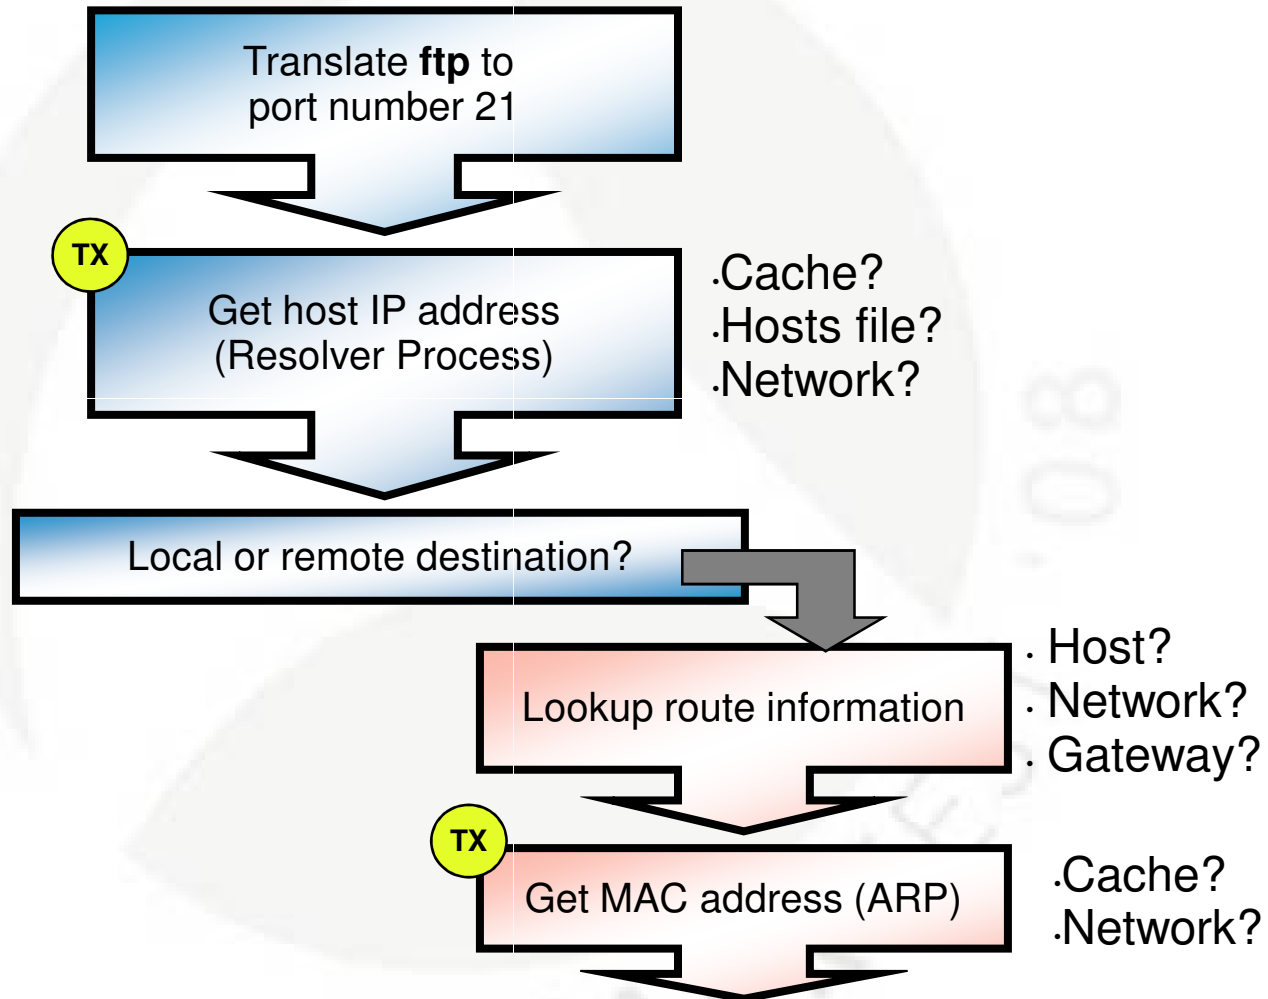 Translate ftp to
port number 21
TX
Get host IP address
(Resolver Process)
.Cache?
.Hosts file?
.Network?
Local or remote destination?
Lookup route information
. Host?
. Network?
. Gateway?
TX
Get MAC address (ARP)
.Cache?
.Network?
'08